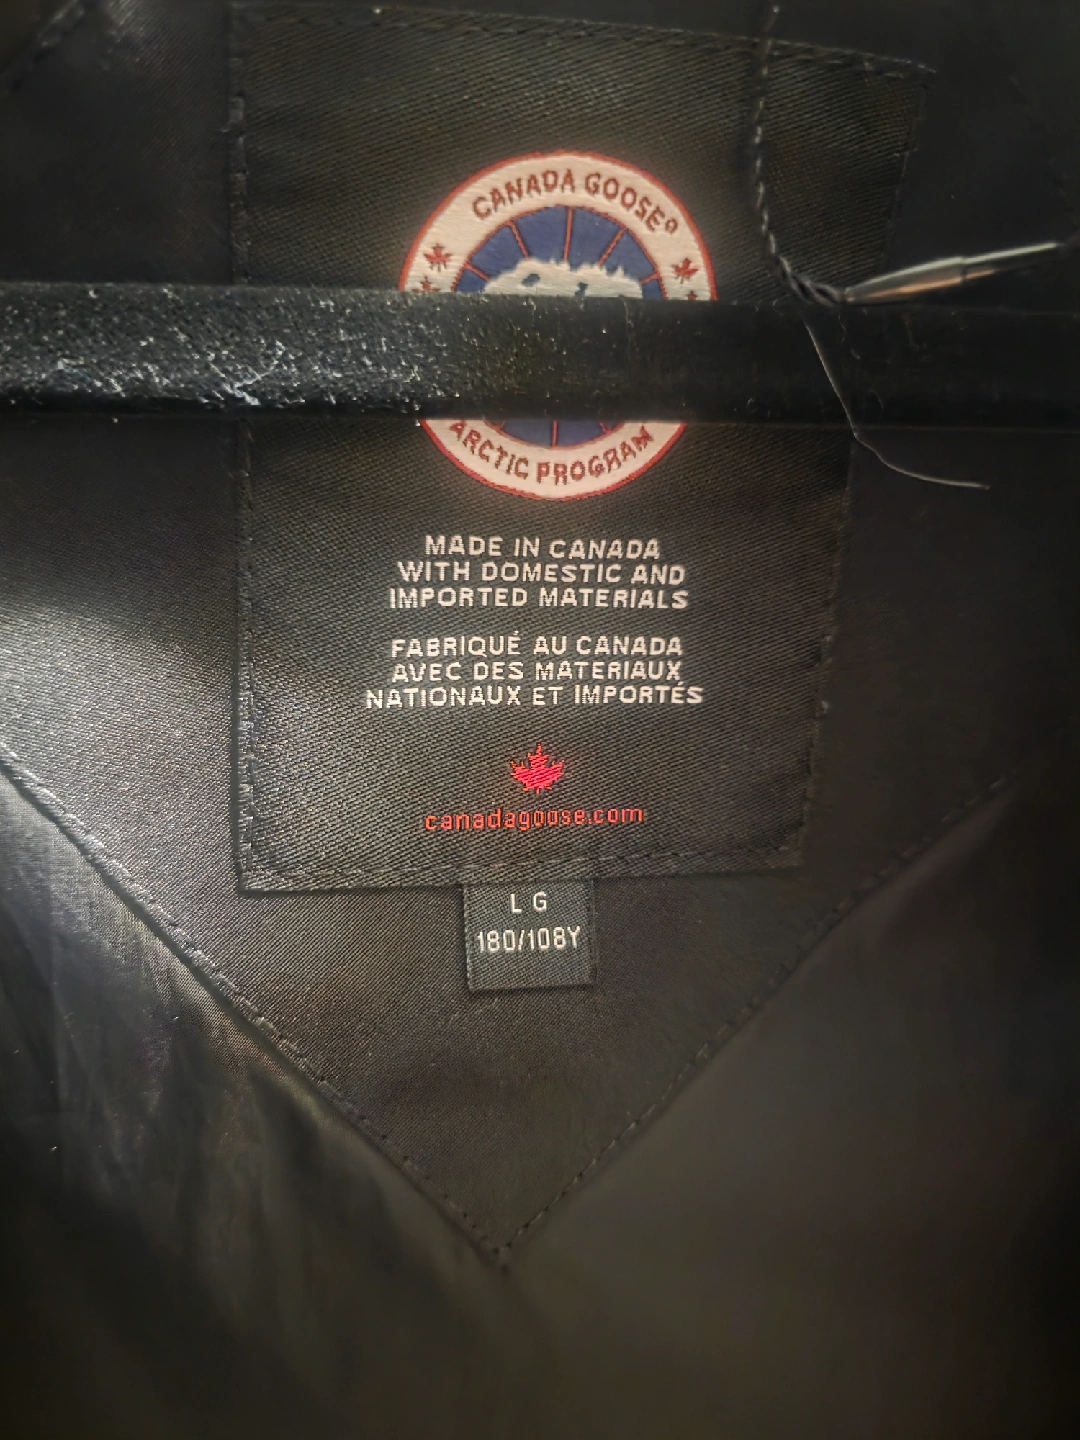 CANADA GOOSE®
ARCTIC PROGRAM
MADE IN CANADA
WITH DOMESTIC AND
IMPORTED MATERIALS
FABRIQUÉ AU CANADA
AVEC DES MATERIAUX
NATIONAUX ET IMPORTÉS
canadagoose.com
LG
180/108Y